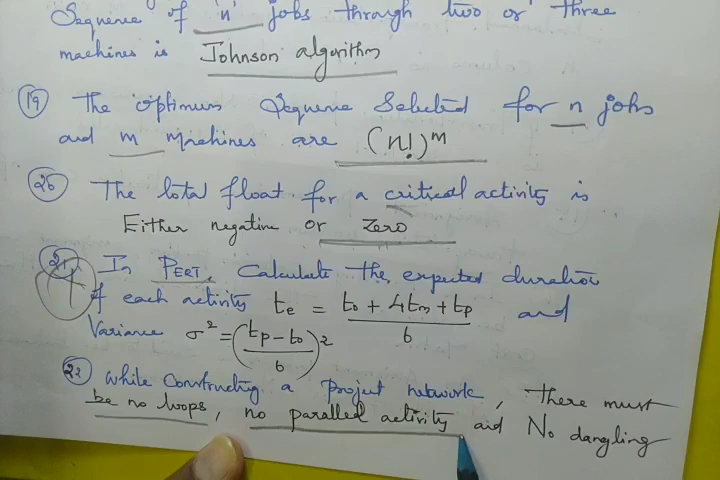 Sequence of 'n' jobs through two or three
machines is Johnson algorithm
(19) The optimum Sequence Selected for n jobs
and m machines are (n!)^m
(20) The total float for a critical activity is
Either negative or zero
(21) In PERT, Calculate the expected duration
of each activity te = (to + 4tm + tp)/6 and
Variance σ² = ((tp - to)/6)²
(22) While Constructing a project network, there must
be no loops, no parallel activity and No dangling